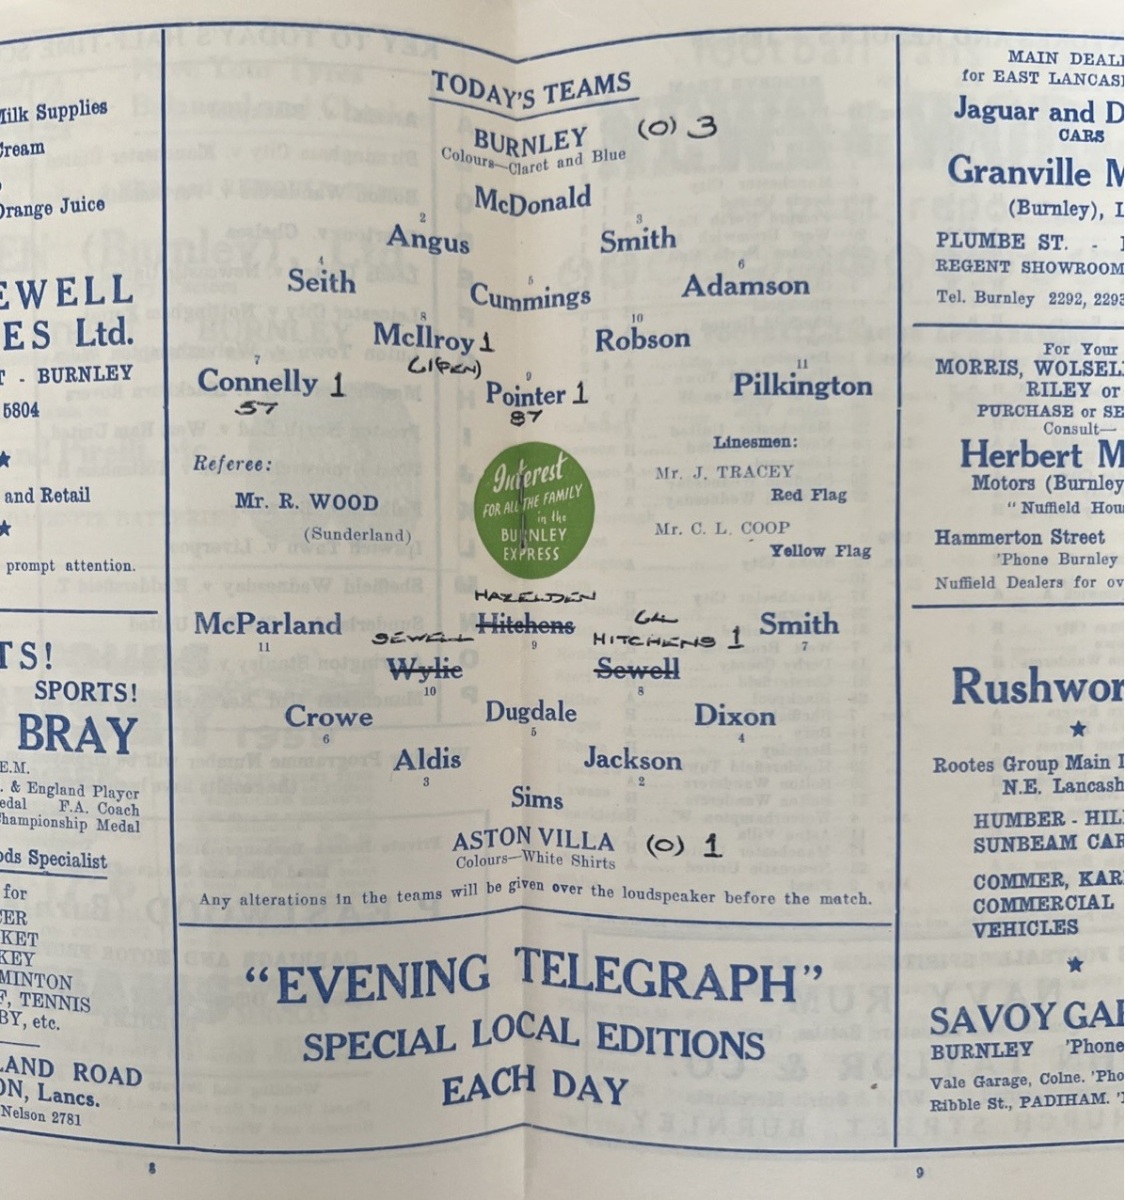 Milk Supplies
Cream
Orange Juice
EWELL
ES Ltd.
- BURNLEY
5804
and Retail
prompt attention.
TS!
SPORTS!
BRAY
E.M.
. & England Player
edal F.A. Coach
hampionship Medal
ods Specialist
for
ER
KET
KEY
MINTON
F, TENNIS
BY, etc.
LAND ROAD
ON, Lancs.
Nelson 2781
8
TODAY'S TEAMS
BURNLEY (0) 3
Colours—Claret and Blue
McDonald
2 3
Angus Smith
4 5 6
Seith Cummings Adamson
8 10
McIlroy 1 Robson
61 (PEN)
7 9 11
Connelly 1 Pointer 1 Pilkington
57 87
Referee:
Mr. R. WOOD
(Sunderland)
Interest
FOR ALL THE FAMILY
in the
BURNLEY
EXPRESS
Linesmen:
Mr. J. TRACEY
Red Flag
Mr. C. L. COOP
Yellow Flag
HAZELDEN
McParland Hitchens Smith
11 9 7
SEWELL HITCHENS 1
Wylie Sewell
10 8
Crowe Dugdale Dixon
6 5 4
Aldis Jackson
3 2
Sims
ASTON VILLA (0) 1
Colours—White Shirts
Any alterations in the teams will be given over the loudspeaker before the match.
"EVENING TELEGRAPH"
SPECIAL LOCAL EDITIONS
EACH DAY
MAIN DEAL
for EAST LANCAS
Jaguar and D
CARS
Granville M
(Burnley), L
PLUMBE ST. -
REGENT SHOWROOM
Tel. Burnley 2292, 2293
For Your
MORRIS, WOLSEL
RILEY or
PURCHASE or SE
Consult—
Herbert M
Motors (Burnley
" Nuffield Hou
Hammerton Street
'Phone Burnley
Nuffield Dealers for ov
Rushwor
Rootes Group Main
N.E. Lancash
HUMBER - HIL
SUNBEAM CAR
COMMER, KAR
COMMERCIAL
VEHICLES
SAVOY GAR
BURNLEY 'Phone
Vale Garage, Colne. 'Pho
Ribble St., PADIHAM. '
9